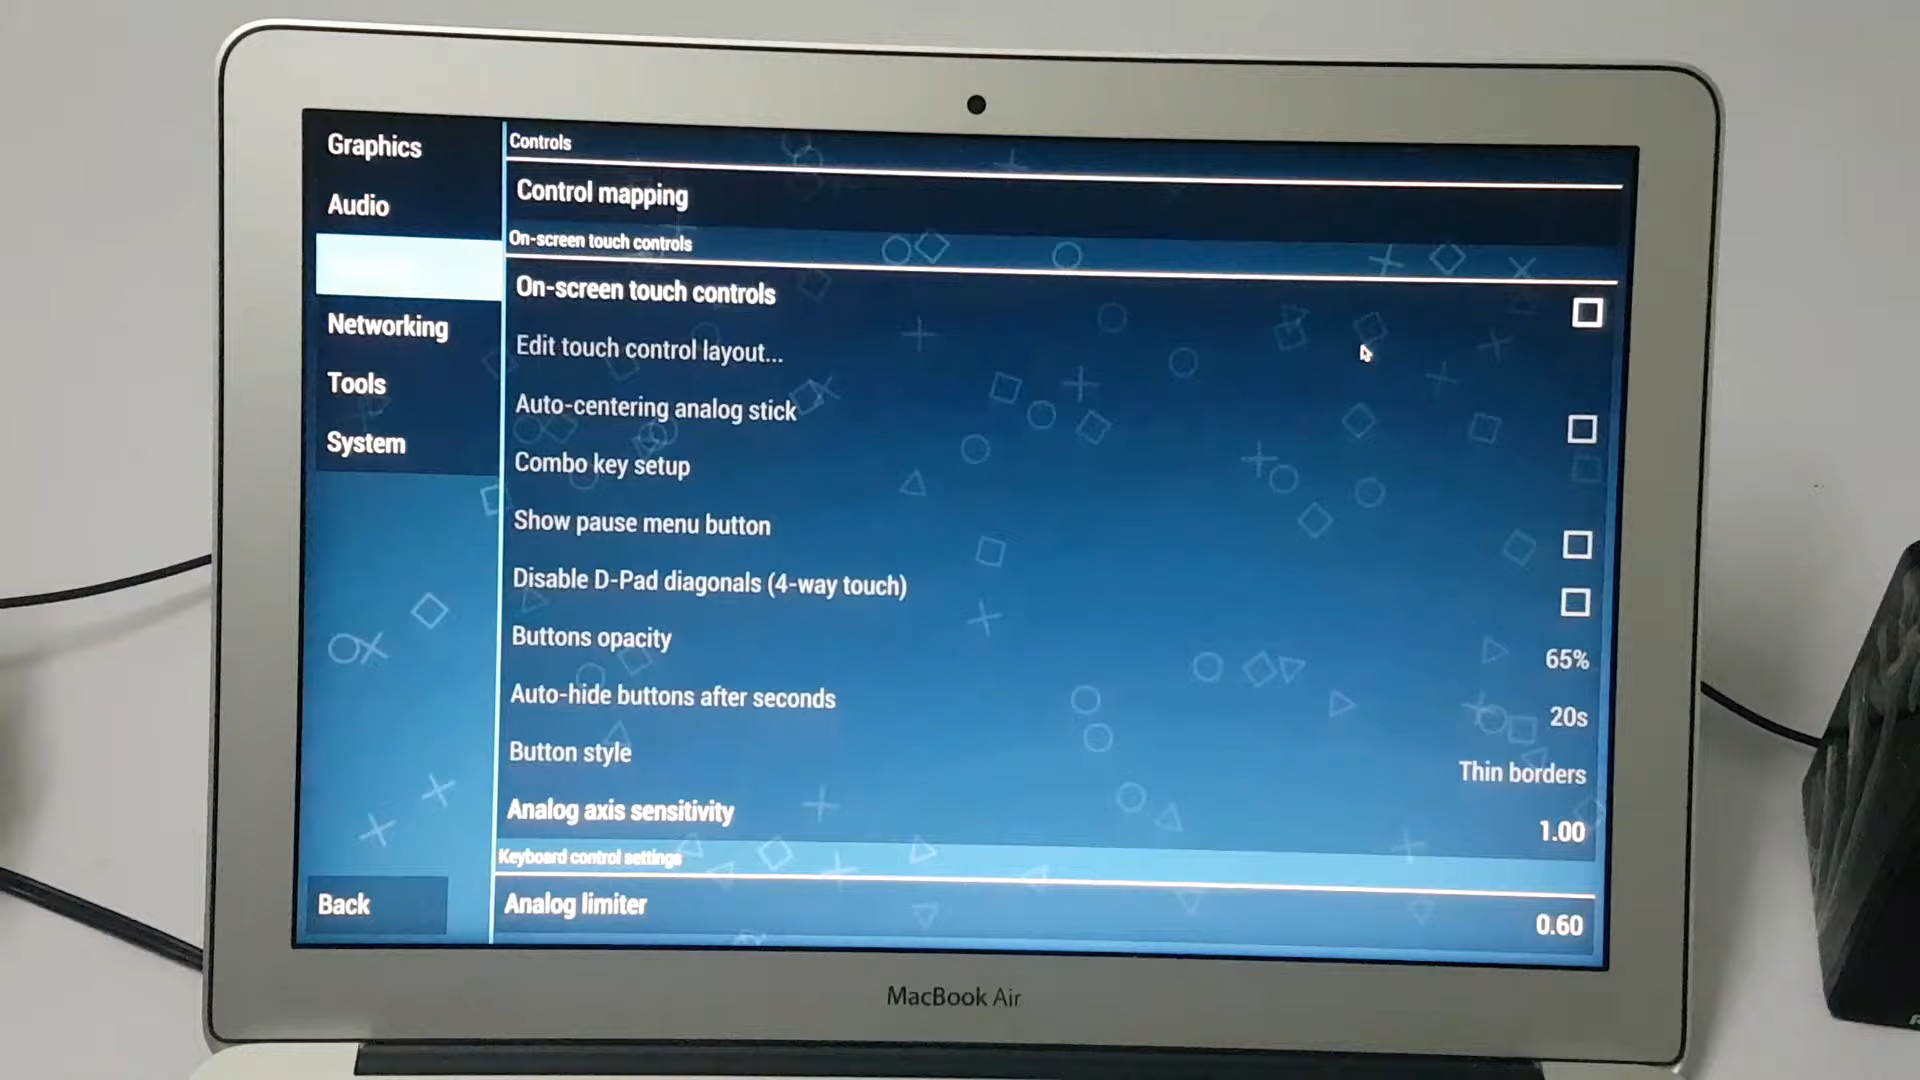 Graphics
Audio
Networking
Tools
System
Back
Controls
Control mapping
On-screen touch controls
On-screen touch controls
Edit touch control layout...
Auto-centering analog stick
Combo key setup
Show pause menu button
Disable D-Pad diagonals (4-way touch)
Buttons opacity 65%
Auto-hide buttons after seconds 20s
Button style Thin borders
Analog axis sensitivity 1.00
Keyboard control settings
Analog limiter 0.60
MacBook Air